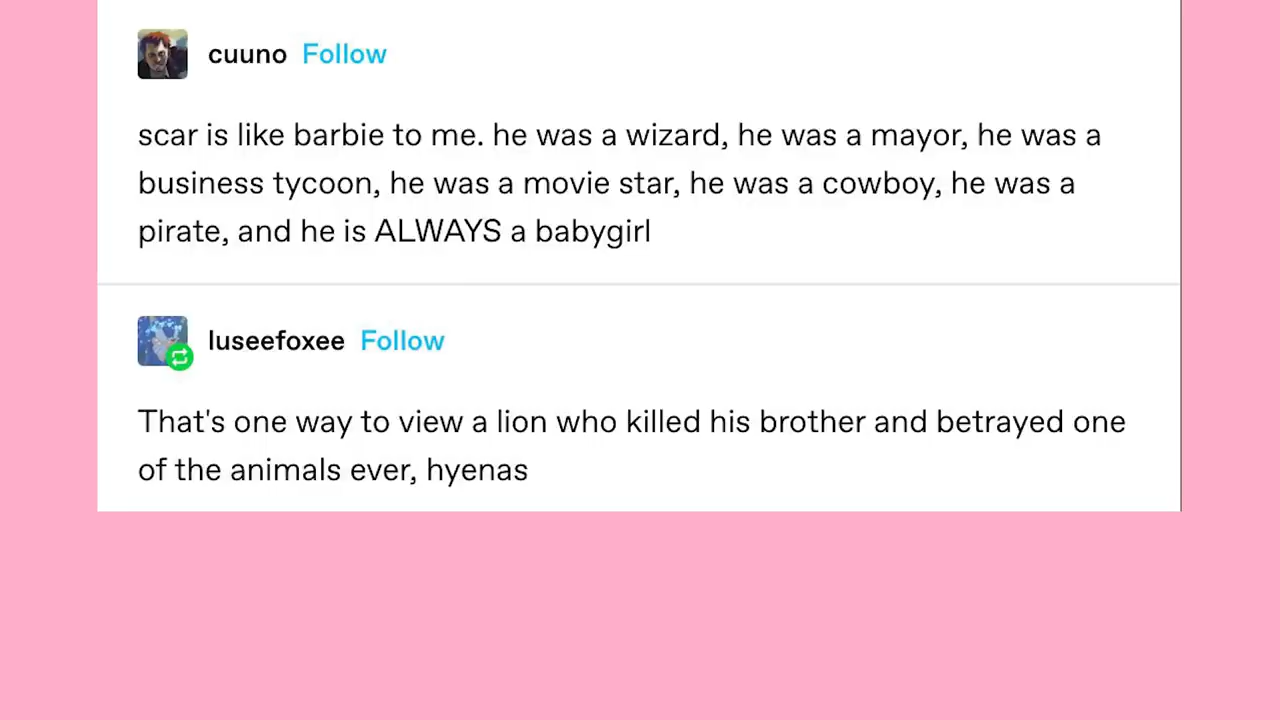 cuuno Follow
scar is like barbie to me. he was a wizard, he was a mayor, he was a
business tycoon, he was a movie star, he was a cowboy, he was a
pirate, and he is ALWAYS a babygirl
luseefoxee Follow
That's one way to view a lion who killed his brother and betrayed one
of the animals ever, hyenas